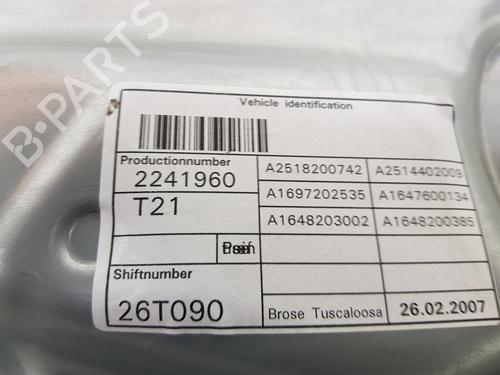 B-PARTS
Vehicle identification
Productionnumber
2241960
T21
Shiftnumber
26T090
A2518200742 A2514402009
A1697202535 A1647600134
A1648203002 A1648200385
Brose Tuscaloosa 26.02.2007